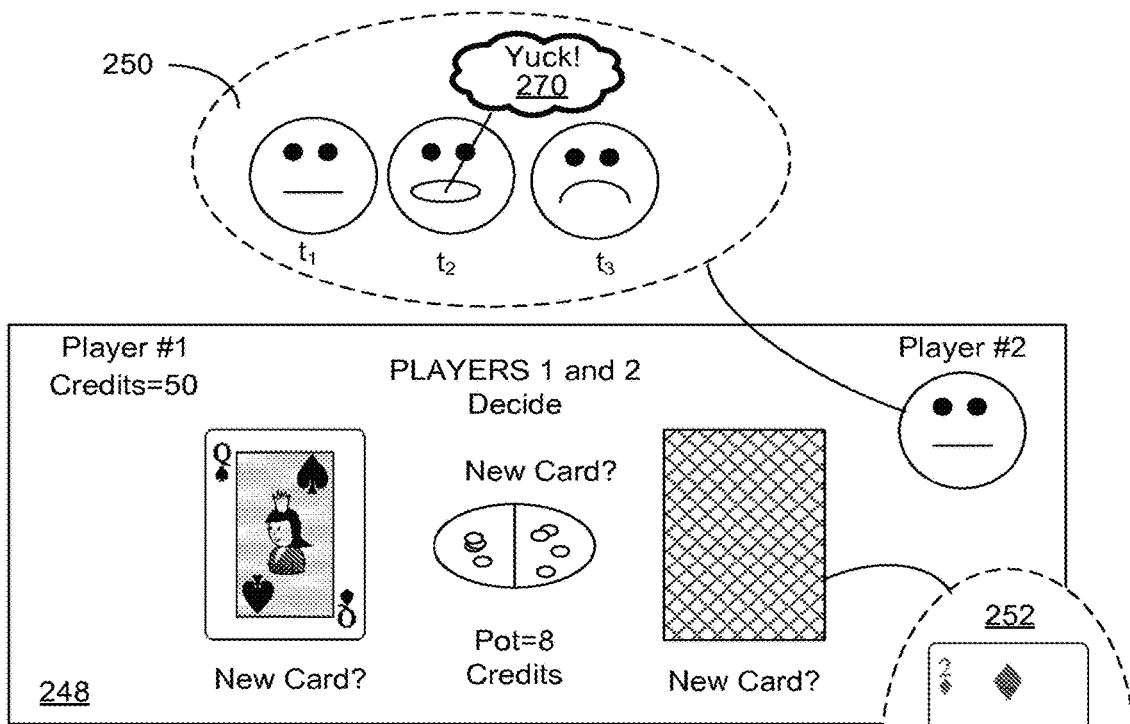 Yuck!
270
250
t₁
t₂
t₃
Player #1
Credits=50
PLAYERS 1 and 2
Decide
Player #2
Q
New Card?
Q
Pot=8
Credits
New Card?
New Card?
248
252
2